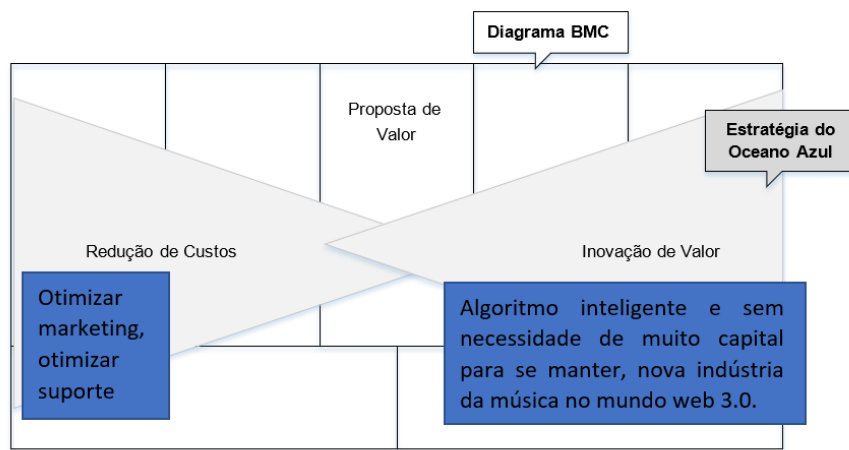 Diagrama BMC
Proposta de
Valor
Estratégia do
Oceano Azul
Redução de Custos
Inovação de Valor
Otimizar
marketing,
otimizar
suporte
Algoritmo inteligente e sem
necessidade de muito capital
para se manter, nova indústria
da música no mundo web 3.0.